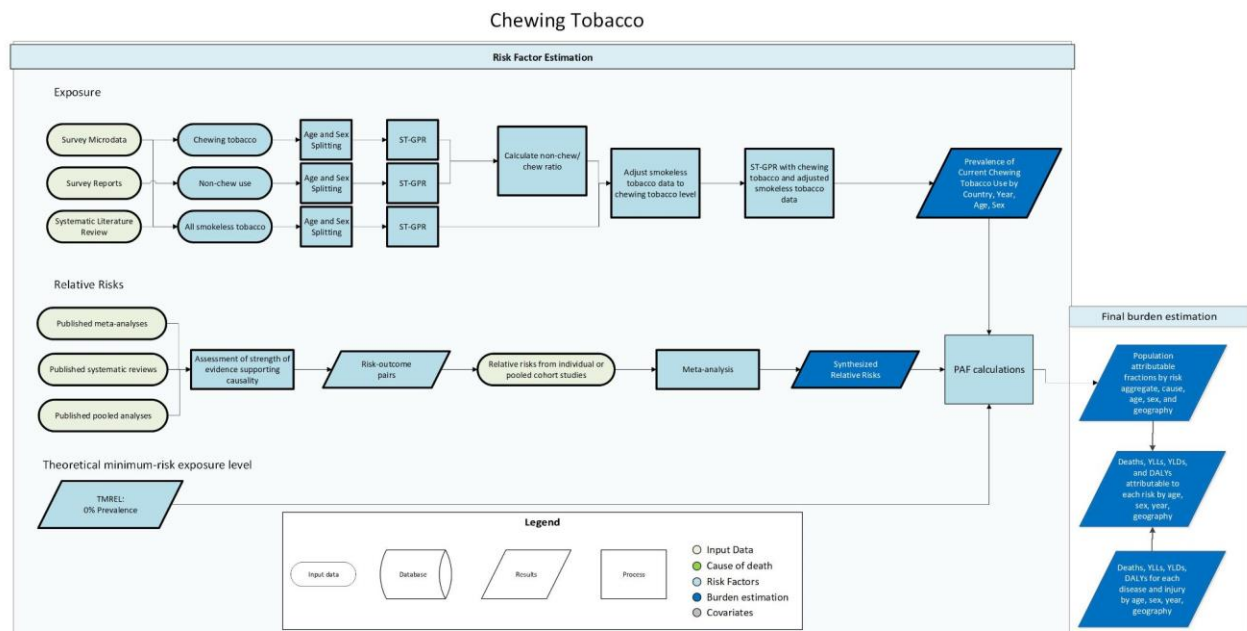 Chewing Tobacco
Risk Factor Estimation
Exposure
Survey Microdata
Chewing tobacco
Age and Sex
Splitting
ST-GPR
Calculate non-chew/
chew ratio
Survey Reports
Non-chew use
Age and Sex
Splitting
ST-GPR
Systematic Literature
Review
All smokeless tobacco
Age and Sex
Splitting
ST-GPR
Adjust smokeless
tobacco data to
chewing tobacco level
ST-GPR with chewing
tobacco and adjusted
smokeless tobacco
data
Prevalence of
Current Chewing
Tobacco Use by
Country, Year,
Age, Sex
Relative Risks
Published meta-analyses
Published systematic reviews
Published pooled analyses
Assessment of strength of
evidence supporting
causality
Risk-outcome
pairs
Relative risks from individual or
pooled cohort studies
Meta-analysis
Synthesized
Relative Risks
PAF calculations
Theoretical minimum-risk exposure level
TMREL:
0% Prevalence
Final burden estimation
Population
attributable
fractions by risk
aggregate, cause,
age, sex, and
geography
Deaths, YLLs, YLDs,
and DALYs
attributable to
each risk by age,
sex, year,
geography
Deaths, YLLs, YLDs,
DALYs for each
disease and injury
by age, sex, year,
geography
Legend
Input data
Database
Results
Process
Input Data
Cause of death
Risk Factors
Burden estimation
Covariates